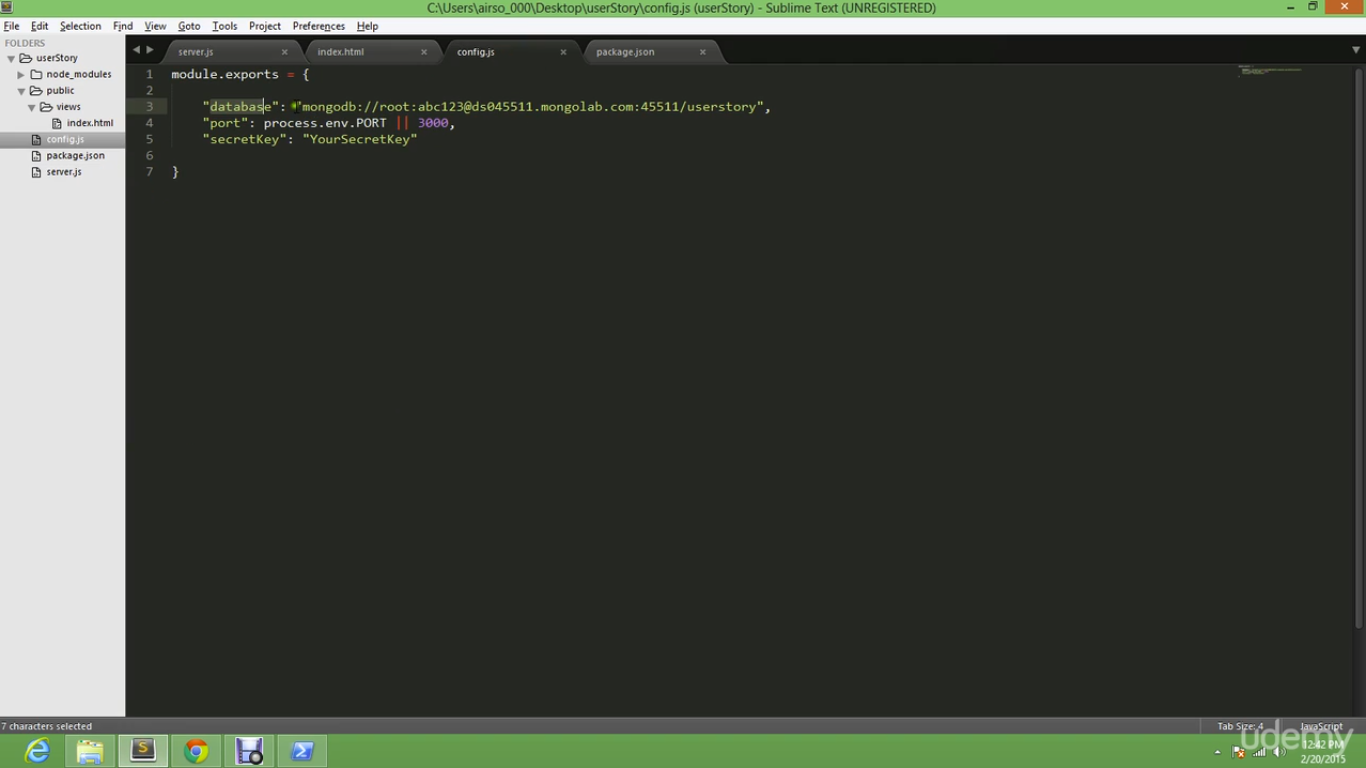 C:\Users\airso_000\Desktop\userStory\config.js (userStory) - Sublime Text (UNREGISTERED)
File Edit Selection Find View Goto Tools Project Preferences Help
FOLDERS
userStory
node_modules
public
views
index.html
config.js
package.json
server.js
server.js index.html config.js package.json
1 module.exports = {
2
3 "database": "mongodb://root:abc123@ds045511.mongolab.com:45511/userstory",
4 "port": process.env.PORT || 3000,
5 "secretKey": "YourSecretKey"
6
7 }
7 characters selected Tab Size: 4 JavaScript
udemy
12:42 PM
2/20/2015